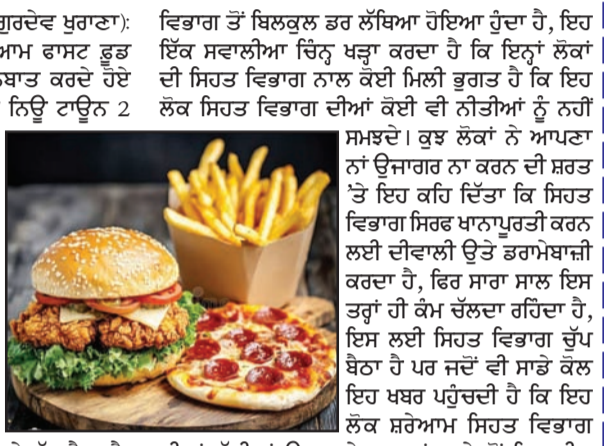 ਗੁਰਦੇਵ ਖੁਰਾਣਾ):
ਆਮ ਫਾਸਟ ਫੂਡ
ਕਰਦੇ ਹੋਏ
ਨਿਊ ਟਾਊਨ 2
ਵਿਭਾਗ ਤੋਂ ਬਿਲਕੁਲ ਡਰ ਲੱਥਿਆ ਹੋਇਆ ਹੁੰਦਾ ਹੈ, ਇਹ
ਇੱਕ ਸਵਾਲੀਆ ਚਿੰਨ੍ਹ ਖੜ੍ਹਾ ਕਰਦਾ ਹੈ ਕਿ ਇਨ੍ਹਾਂ ਲੋਕਾਂ
ਦੀ ਸਿਹਤ ਵਿਭਾਗ ਨਾਲ ਕੋਈ ਮਿਲੀ ਭੁਗਤ ਹੈ ਕਿ ਇਹ
ਲੋਕ ਸਿਹਤ ਵਿਭਾਗ ਦੀਆਂ ਕੋਈ ਵੀ ਨੀਤੀਆਂ ਨੂੰ ਨਹੀਂ
ਸਮਝਦੇ। ਕੁਝ ਲੋਕਾਂ ਨੇ ਆਪਣਾ
ਨਾਂ ਉਜਾਗਰ ਨਾ ਕਰਨ ਦੀ ਸ਼ਰਤ
'ਤੇ ਇਹ ਕਹਿ ਦਿੱਤਾ ਕਿ ਸਿਹਤ
ਵਿਭਾਗ ਸਿਰਫ ਖਾਨਾਪੂਰਤੀ ਕਰਨ
ਲਈ ਦੀਵਾਲੀ ਉਤੇ ਡਰਾਮੇਬਾਜ਼ੀ
ਕਰਦਾ ਹੈ, ਫਿਰ ਸਾਰਾ ਸਾਲ ਇਸ
ਤਰ੍ਹਾਂ ਹੀ ਕੰਮ ਚੱਲਦਾ ਰਹਿੰਦਾ ਹੈ,
ਇਸ ਲਈ ਸਿਹਤ ਵਿਭਾਗ ਚੁੱਪ
ਬੈਠਾ ਹੈ ਪਰ ਜਦੋਂ ਵੀ ਸਾਡੇ ਕੋਲ
ਇਹ ਖਬਰ ਪਹੁੰਚਦੀ ਹੈ ਕਿ ਇਹ
ਲੋਕ ਸ਼ਰੇਆਮ ਸਿਹਤ ਵਿਭਾਗ